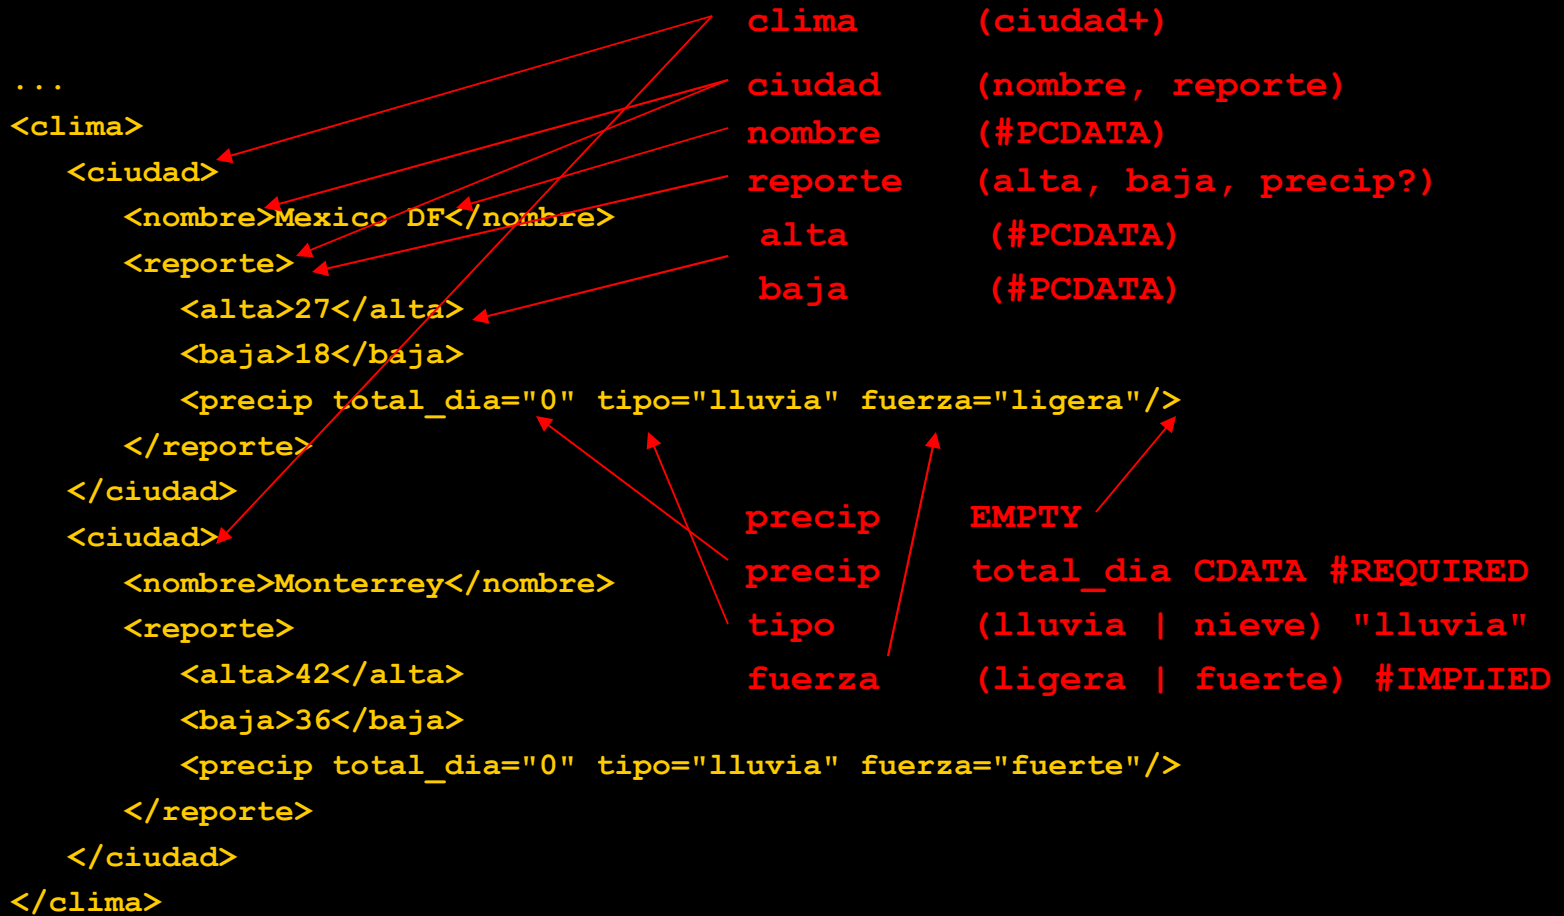 ...
<clima>
<ciudad>
<nombre>Mexico DF</nombre>
<reporte>
<alta>27</alta>
<baja>18</baja>
<precip total_dia="0" tipo="lluvia" fuerza="ligera"/>
</reporte>
</ciudad>
<ciudad>
<nombre>Monterrey</nombre>
<reporte>
<alta>42</alta>
<baja>36</baja>
<precip total_dia="0" tipo="lluvia" fuerza="fuerte"/>
</reporte>
</ciudad>
</clima>
clima (ciudad+)
ciudad (nombre, reporte)
nombre (#PCDATA)
reporte (alta, baja, precip?)
alta (#PCDATA)
baja (#PCDATA)
precip EMPTY
precip total_dia CDATA #REQUIRED
tipo (lluvia | nieve) "lluvia"
fuerza (ligera | fuerte) #IMPLIED